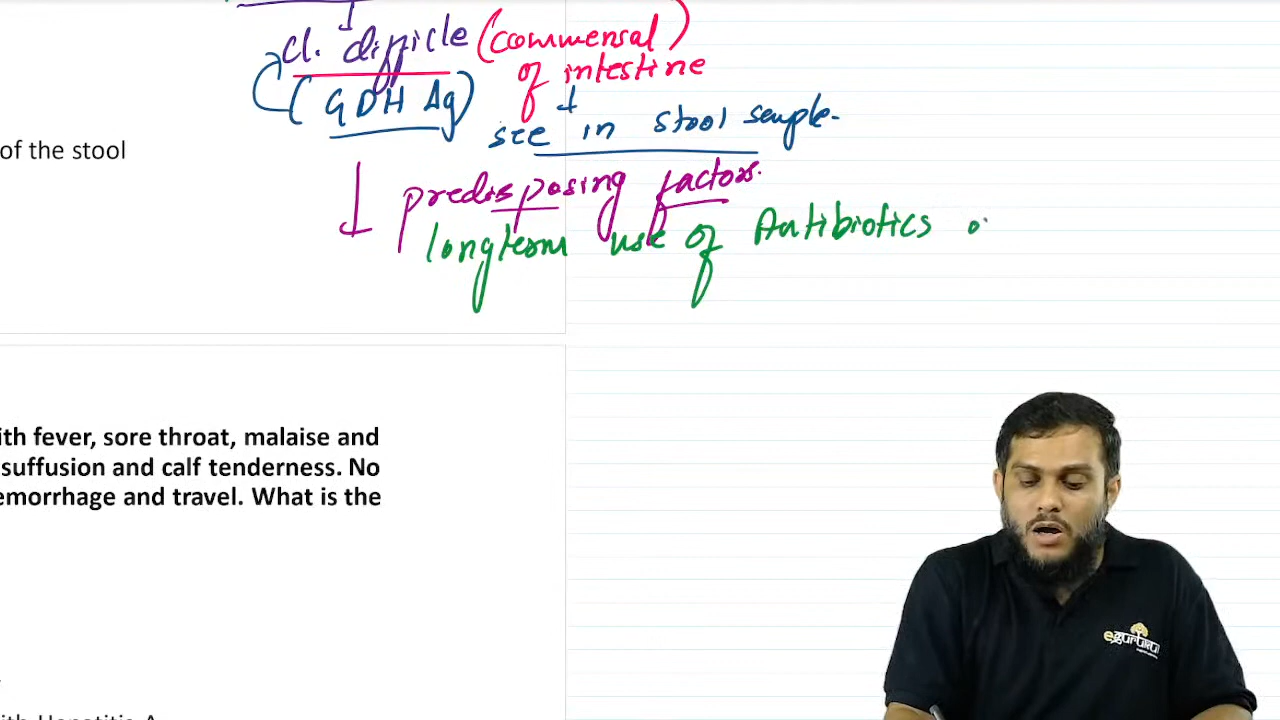 cl. difficle (commensal)
of intestine
(GDH Ag)
see in stool sample.
of the stool
predisposing factors.
longterm use of Antibiotics
ith fever, sore throat, malaise and
suffusion and calf tenderness. No
emorrhage and travel. What is the
egurukul
ith Hepatitis A